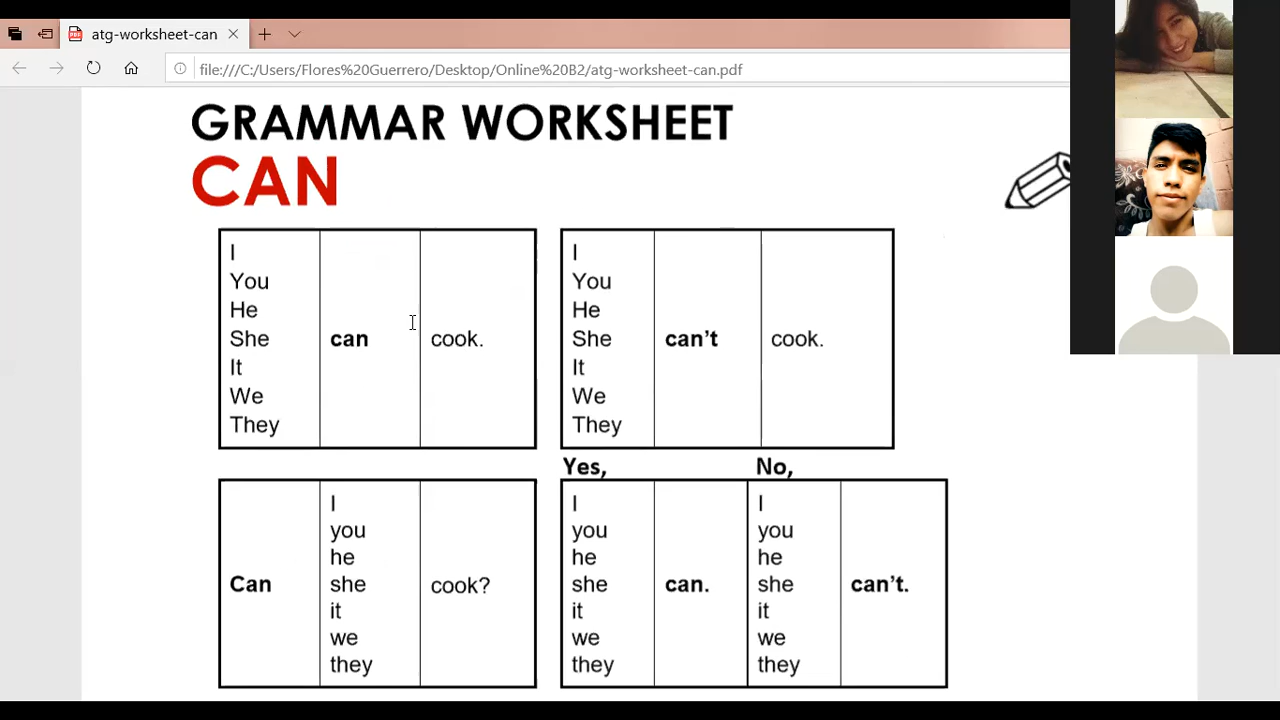 atg-worksheet-can
file:///C:/Users/Flores%20Guerrero/Desktop/Online%20B2/atg-worksheet-can.pdf
GRAMMAR WORKSHEET
CAN
I
You
He
She
It
We
They
can
cook.
I
You
He
She
It
We
They
can't
cook.
Can
I
you
he
she
it
we
they
cook?
Yes,
I
you
he
she
it
we
they
can.
No,
I
you
he
she
it
we
they
can't.